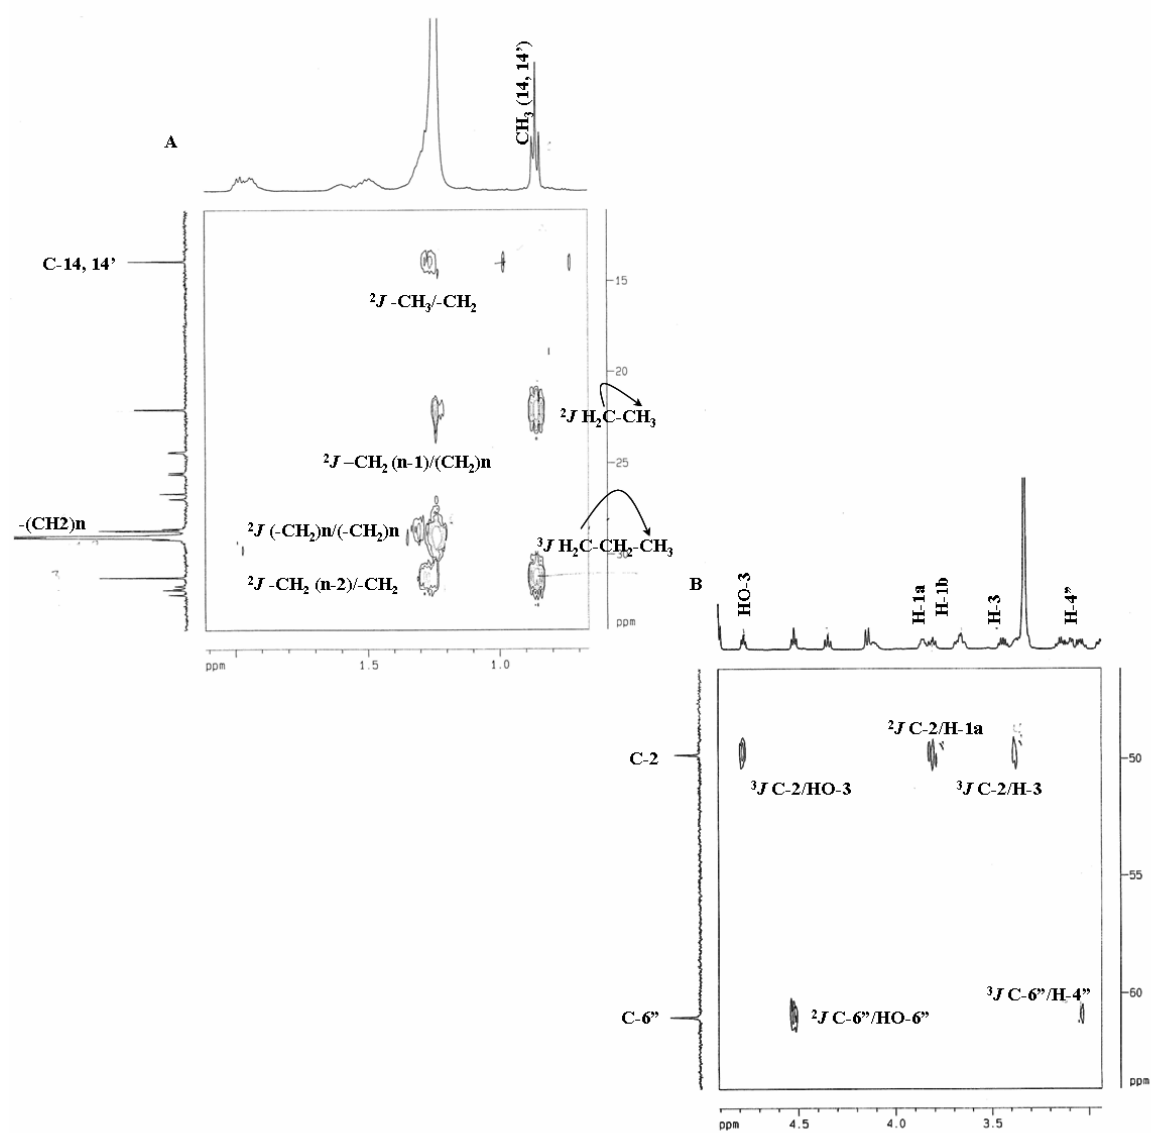 CH3 (14, 14’)
A
C-14, 14’
15
2J -CH3/-CH2
20
2J H2C-CH3
2J –CH2 (n-1)/(CH2)n
25
-(CH2)n
2J (-CH2)n/(-CH2)n
3J H2C-CH2-CH3
30
2J -CH2 (n-2)/-CH2
ppm
ppm
1.5
1.0
B
HO-3
H-1a
H-1b
H-3
H-4”
2J C-2/H-1a
C-2
50
3J C-2/HO-3
3J C-2/H-3
55
3J C-6”/H-4”
60
C-6”
2J C-6”/HO-6”
ppm
ppm
4.5
4.0
3.5